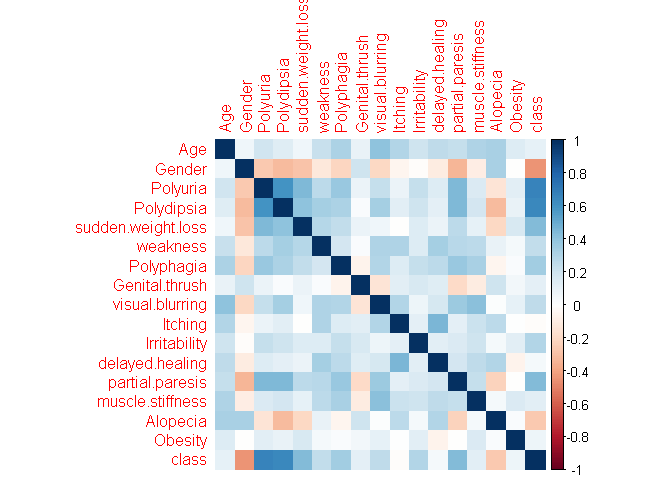 Age
Gender
Polyuria
Polydipsia
sudden.weight.loss
weakness
Polyphagia
Genital.thrush
visual.blurring
Itching
Irritability
delayed.healing
partial.paresis
muscle.stiffness
Alopecia
Obesity
class
Age
Gender
Polyuria
Polydipsia
sudden.weight.loss
weakness
Polyphagia
Genital.thrush
visual.blurring
Itching
Irritability
delayed.healing
partial.paresis
muscle.stiffness
Alopecia
Obesity
class
1
0.8
0.6
0.4
0.2
0
-0.2
-0.4
-0.6
-0.8
-1